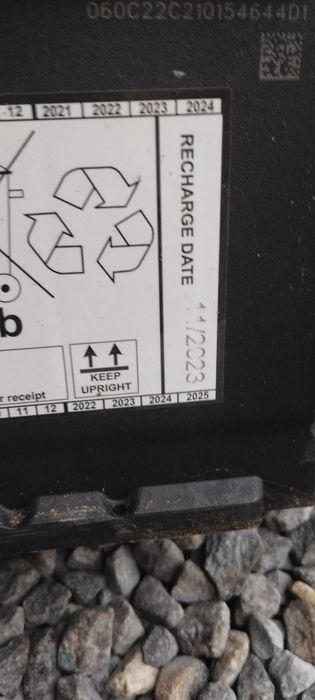 060C22C210154644D1
-12 2021 2022 2023 2024
RECHARGE DATE 11/2023
b
KEEP
UPRIGHT
r receipt
11 12 2022 2023 2024 2025